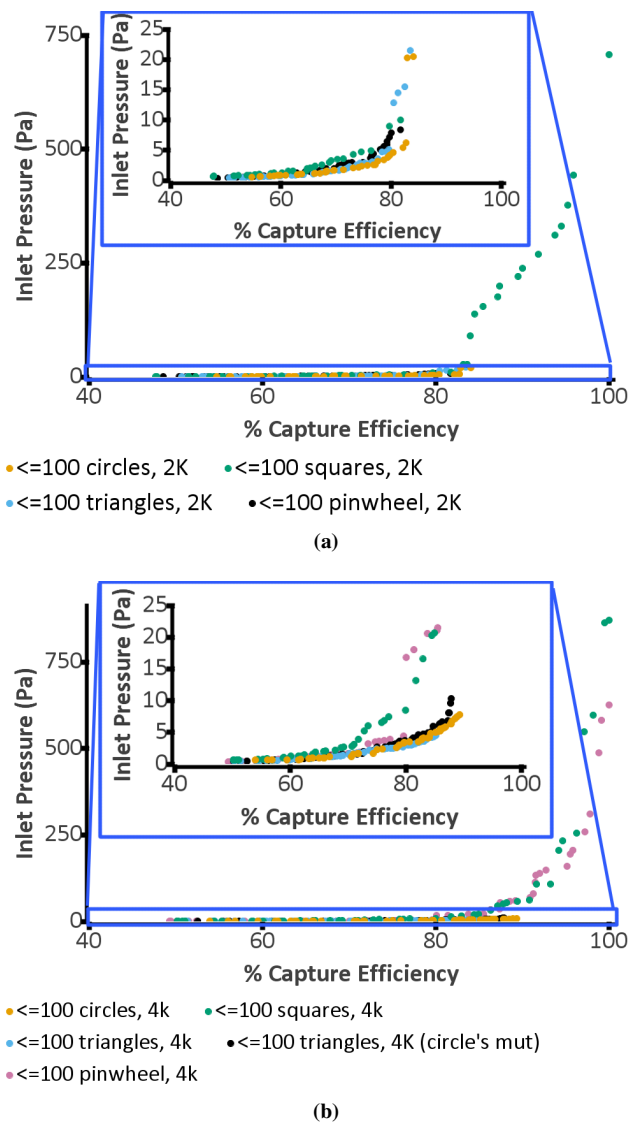 750
500
250
0
Inlet Pressure (Pa)
40
60
80
100
% Capture Efficiency
25
20
15
10
5
0
Inlet Pressure (Pa)
40
60
80
100
% Capture Efficiency
<=100 circles, 2K
<=100 squares, 2K
<=100 triangles, 2K
<=100 pinwheel, 2K
(a)
750
500
250
0
Inlet Pressure (Pa)
40
60
80
100
% Capture Efficiency
25
20
15
10
5
0
Inlet Pressure (Pa)
40
60
80
100
% Capture Efficiency
<=100 circles, 4k
<=100 squares, 4k
<=100 triangles, 4k
<=100 triangles, 4K (circle's mut)
<=100 pinwheel, 4k
(b)